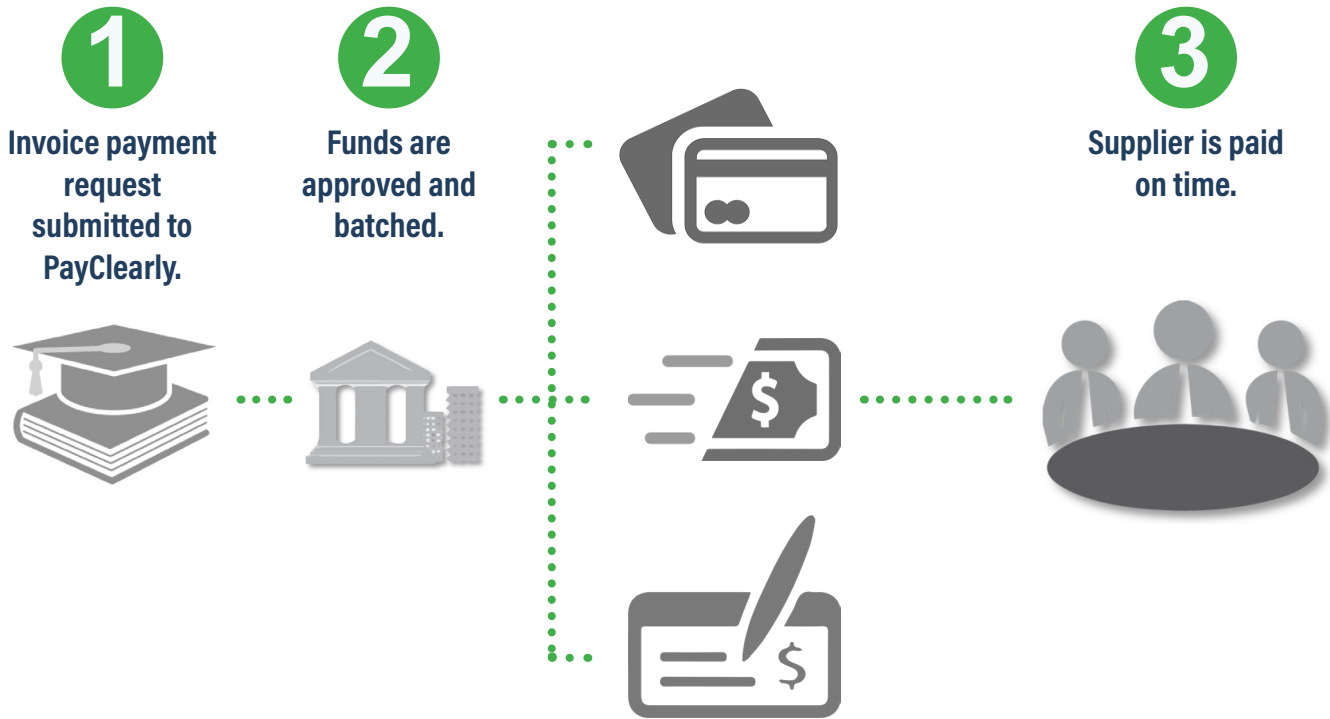 1
Invoice payment
request
submitted to
PayClearly.
2
Funds are
approved and
batched.
$
$
3
Supplier is paid
on time.